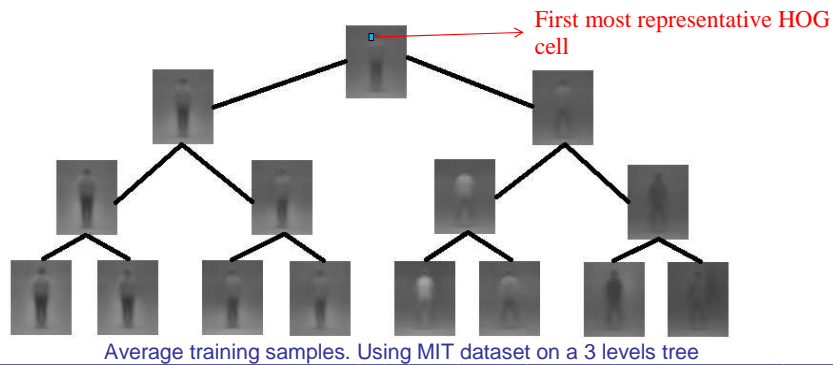 First most representative HOG
cell
Average training samples. Using MIT dataset on a 3 levels tree